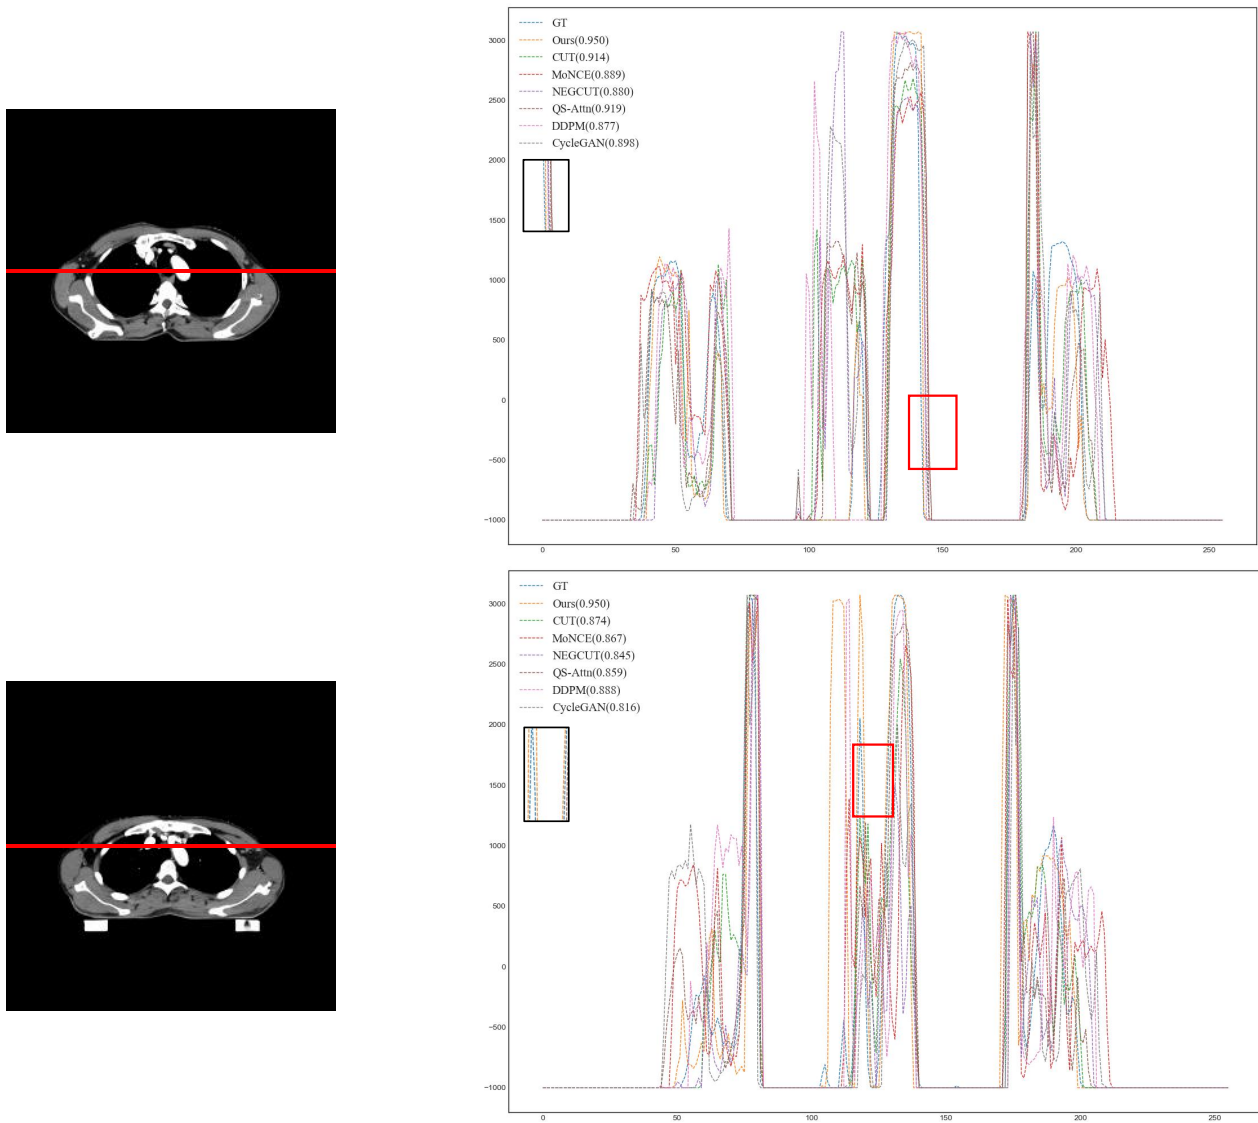 GT
Ours(0.950)
CUT(0.914)
MoNCE(0.889)
NEGCUT(0.880)
QS-Attn(0.919)
DDPM(0.877)
CycleGAN(0.898)
3000
2500
2000
1500
1000
500
0
−500
−1000
0 50 100 150 200 250
GT
Ours(0.950)
CUT(0.874)
MoNCE(0.867)
NEGCUT(0.845)
QS-Attn(0.859)
DDPM(0.888)
CycleGAN(0.816)
3000
2500
2000
1500
1000
500
0
−500
−1000
0 50 100 150 200 250